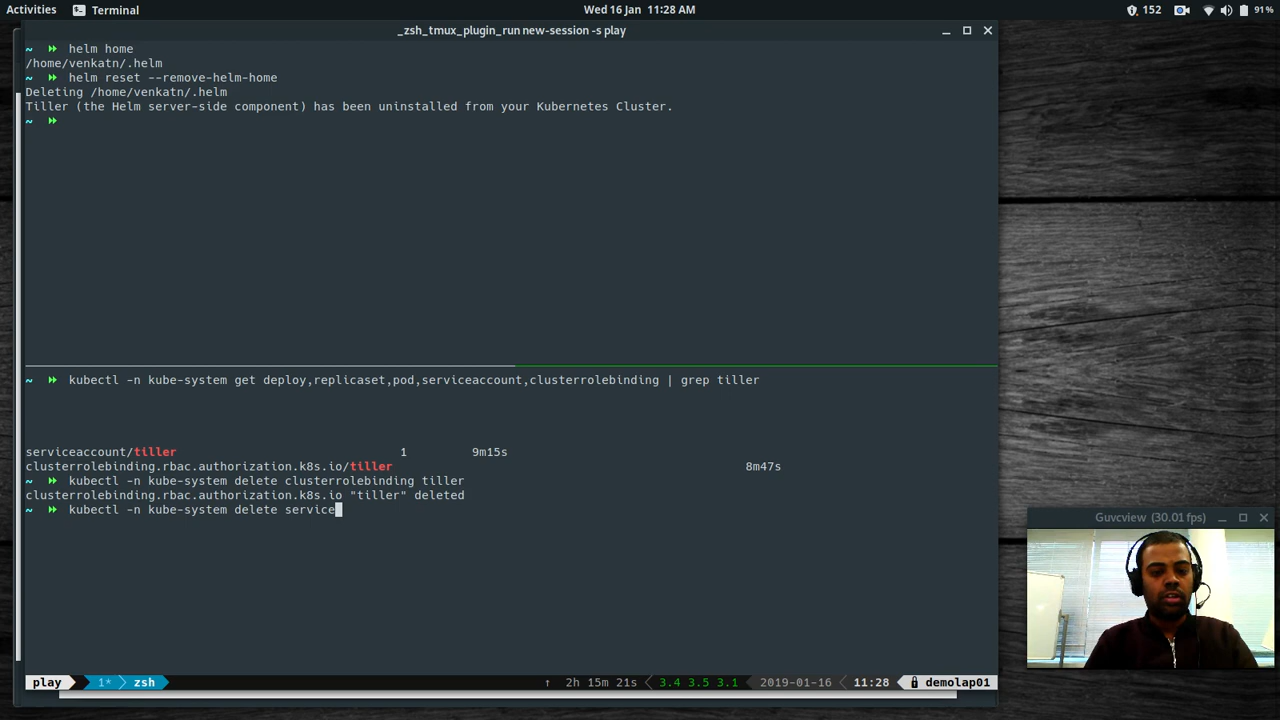 Activities Terminal Wed 16 Jan 11:28 AM 152 91%
_zsh_tmux_plugin_run new-session -s play
~ helm home
/home/venkatn/.helm
~ helm reset --remove-helm-home
Deleting /home/venkatn/.helm
Tiller (the Helm server-side component) has been uninstalled from your Kubernetes Cluster.
~
~ kubectl -n kube-system get deploy,replicaset,pod,serviceaccount,clusterrolebinding | grep tiller
serviceaccount/tiller 1 9m15s
clusterrolebinding.rbac.authorization.k8s.io/tiller 8m47s
~ kubectl -n kube-system delete clusterrolebinding tiller
clusterrolebinding.rbac.authorization.k8s.io "tiller" deleted
~ kubectl -n kube-system delete service
Guvcview (30.01 fps)
play 1* zsh ↑ 2h 15m 21s 3.4 3.5 3.1 2019-01-16 11:28 demolap01